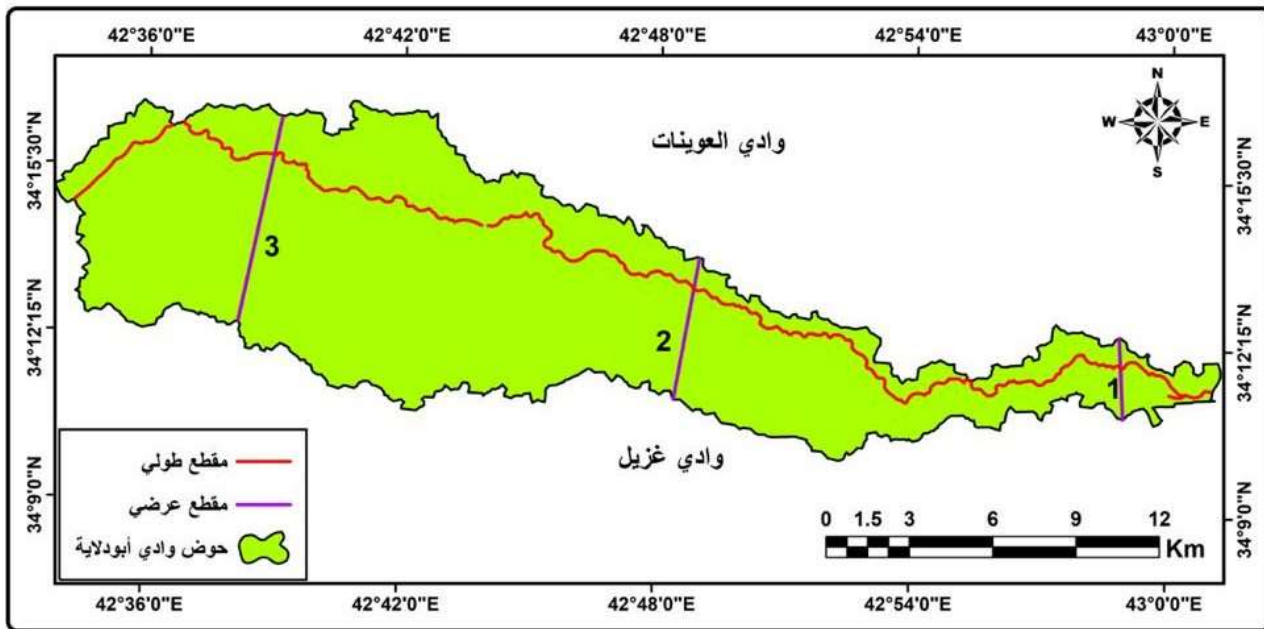 42°36'0"E 42°42'0"E 42°48'0"E 42°54'0"E 43°0'0"E
N
W E
S
34°15'30"N
34°15'30"N
وادي العوينات
3
2
1
34°12'15"N
34°12'15"N
وادي غزيل
مقطع طولي
مقطع عرضي
حوض وادي أبودلاية
34°9'0"N
34°9'0"N
0 1.5 3 6 9 12
Km
42°36'0"E 42°42'0"E 42°48'0"E 42°54'0"E 43°0'0"E